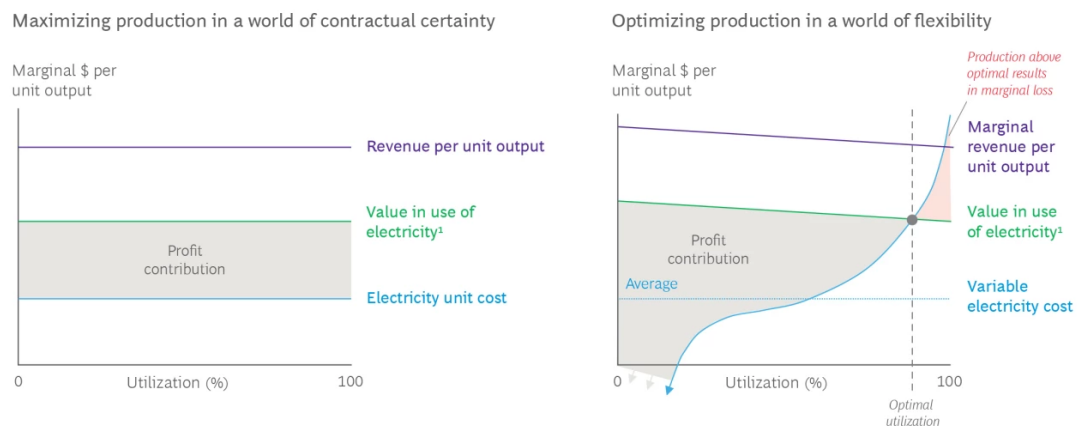 Maximizing production in a world of contractual certainty
Marginal $ per
unit output
Revenue per unit output
Value in use of
electricity¹
Profit
contribution
Electricity unit cost
0
Utilization (%)
100
Optimizing production in a world of flexibility
Marginal $ per
unit output
Production above
optimal results
in marginal loss
Marginal
revenue per
unit output
Value in use
of electricity¹
Profit
contribution
Average
Variable
electricity cost
0
Utilization (%)
100
Optimal
utilization